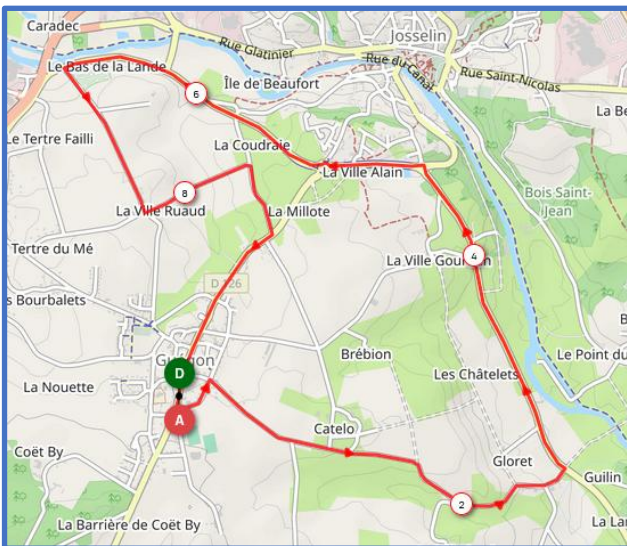 Caradec
Rue Glatinier
Josselin
Rue du Canal
Rue Saint-Nicolas
Le Bas de la Lande
Île de Beaufort
6
La Be
Le Tertre Failli
La Coudraie
La Ville Alain
Bois Saint-
Jean
8
La Ville Ruaud
La Millote
Tertre du Mé
La Ville Gou
4
D 126
s Bourbalets
Brébion
Le Point du
D
La Nouette
Les Châtelets
A
Catelo
Coët By
Gloret
Guilin
2
La Barrière de Coët By
La La